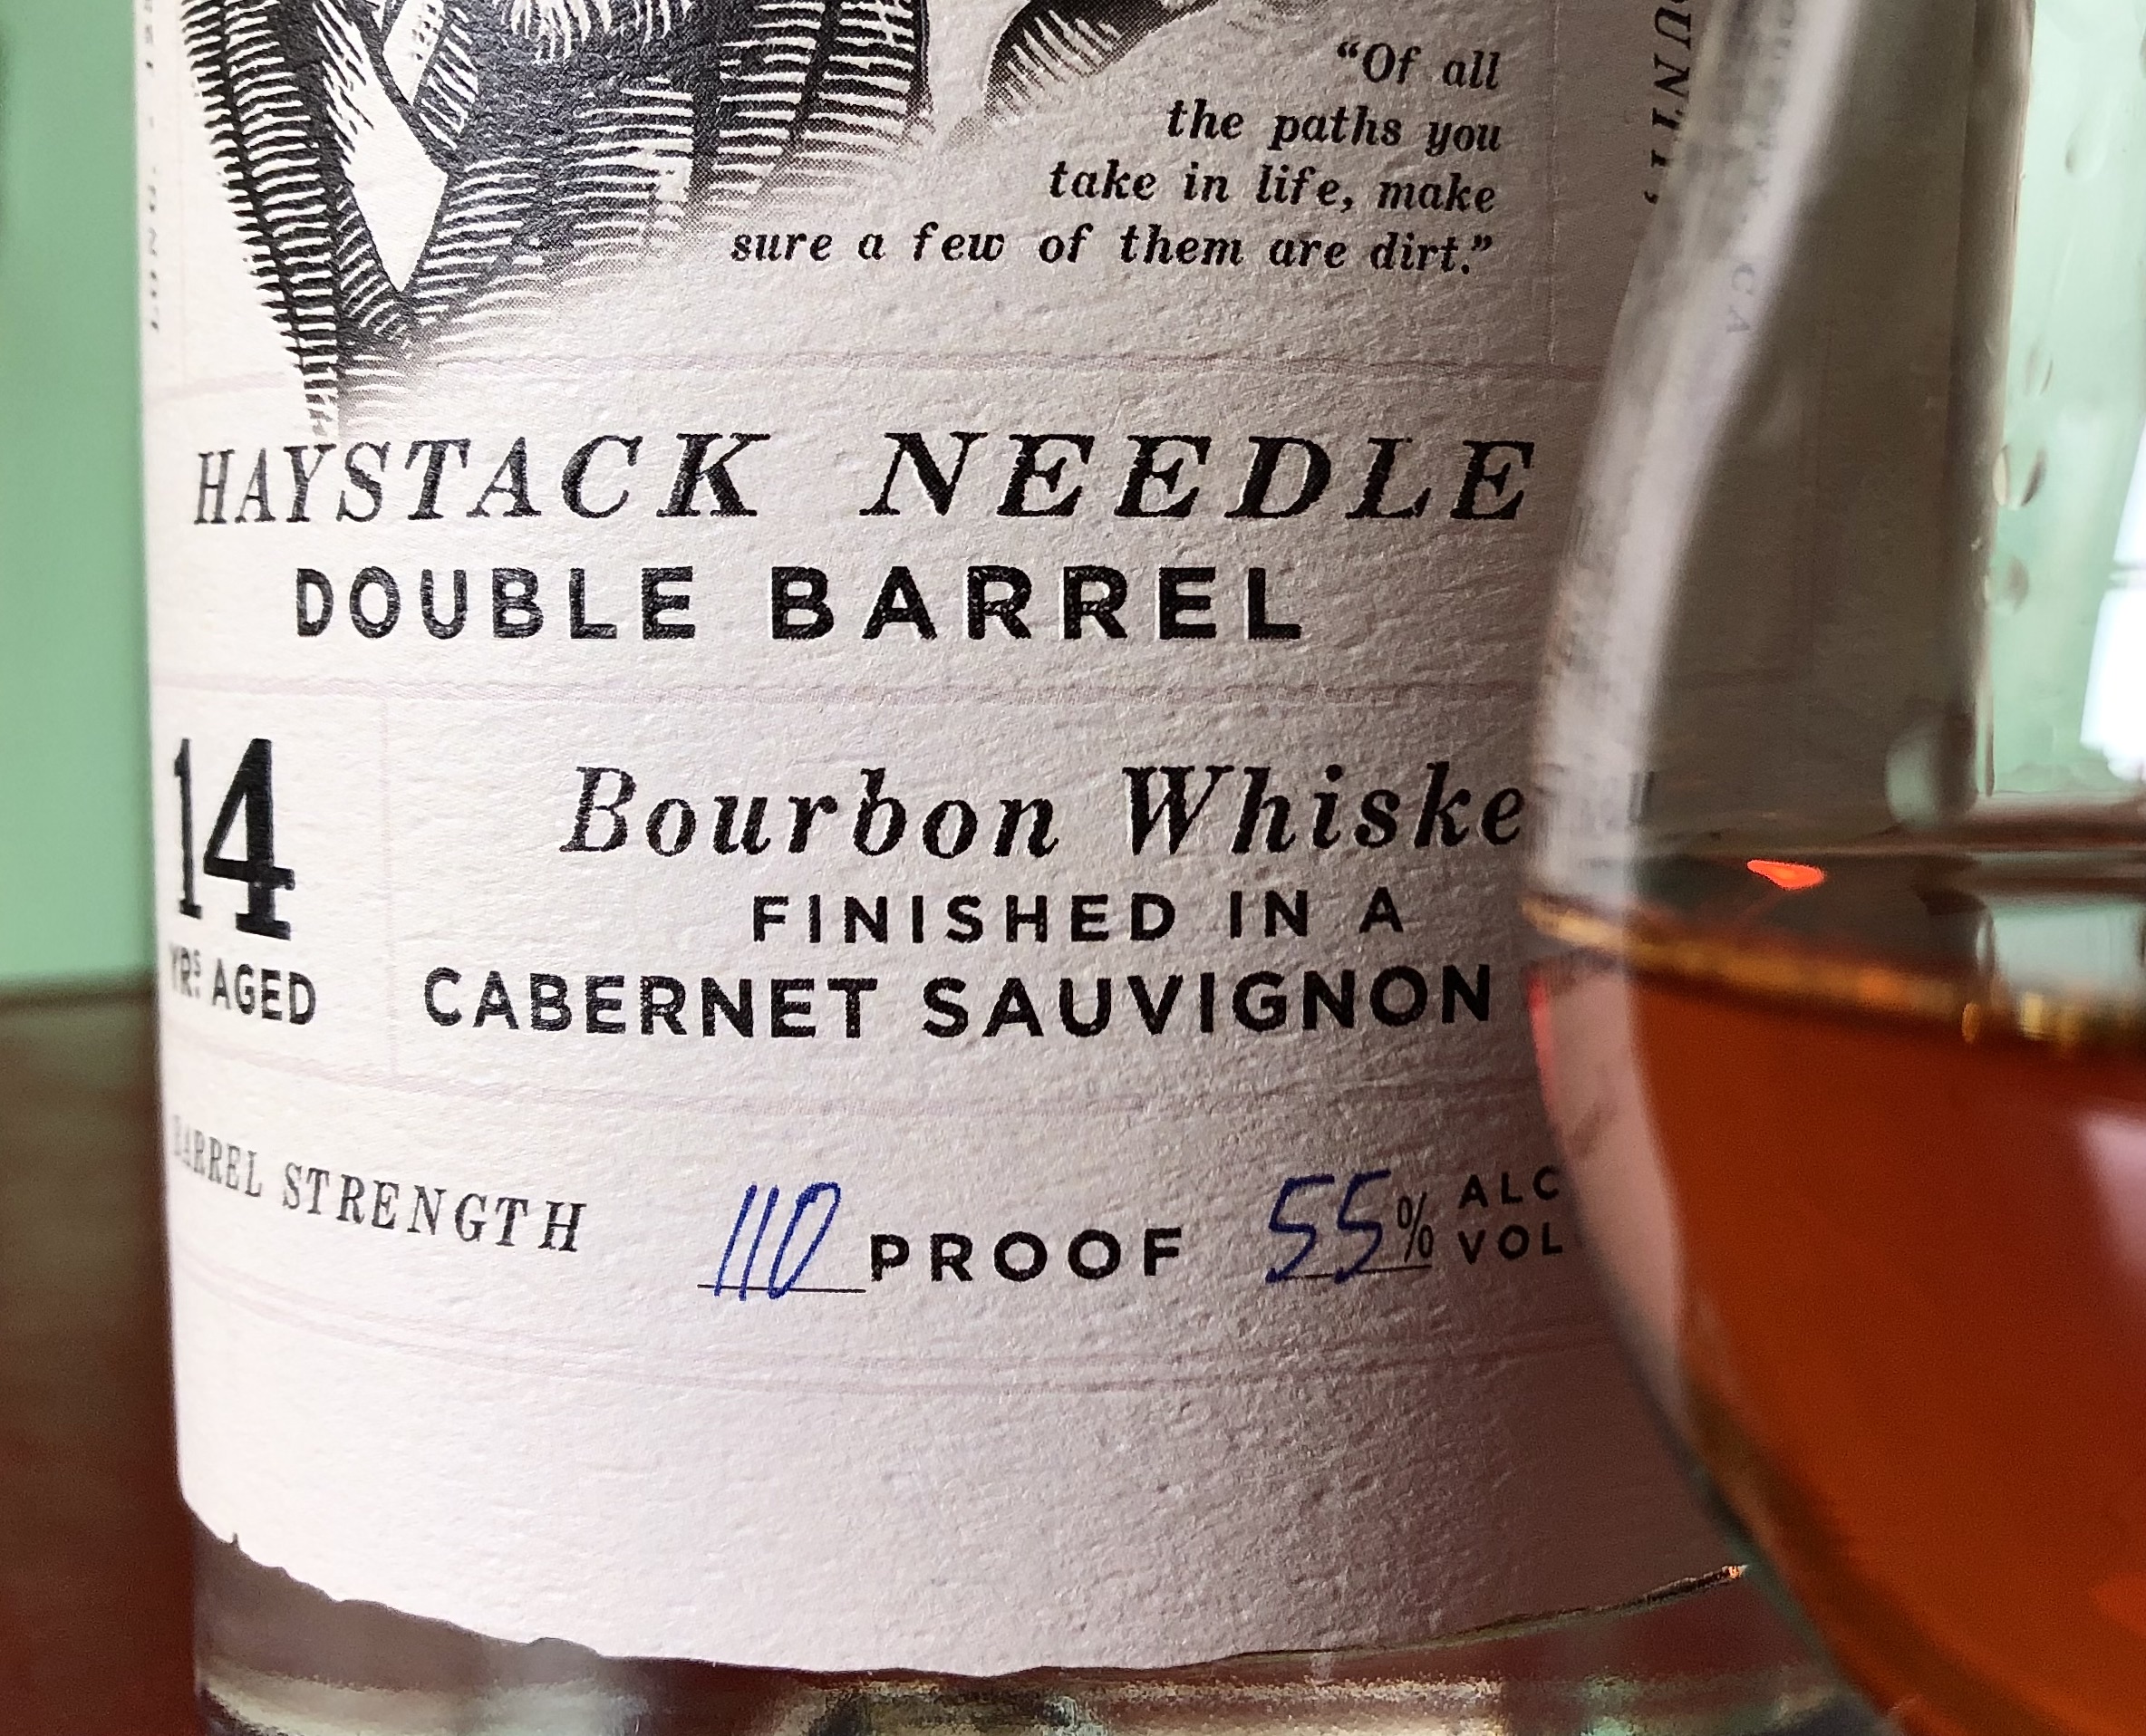 “Of all
the paths you
take in life, make
sure a few of them are dirt.”
HAYSTACK NEEDLE
DOUBLE BARREL
14
YRS AGED
Bourbon Whiske
FINISHED IN A
CABERNET SAUVIGNON
BARREL STRENGTH
110 PROOF 55% ALC
VOL